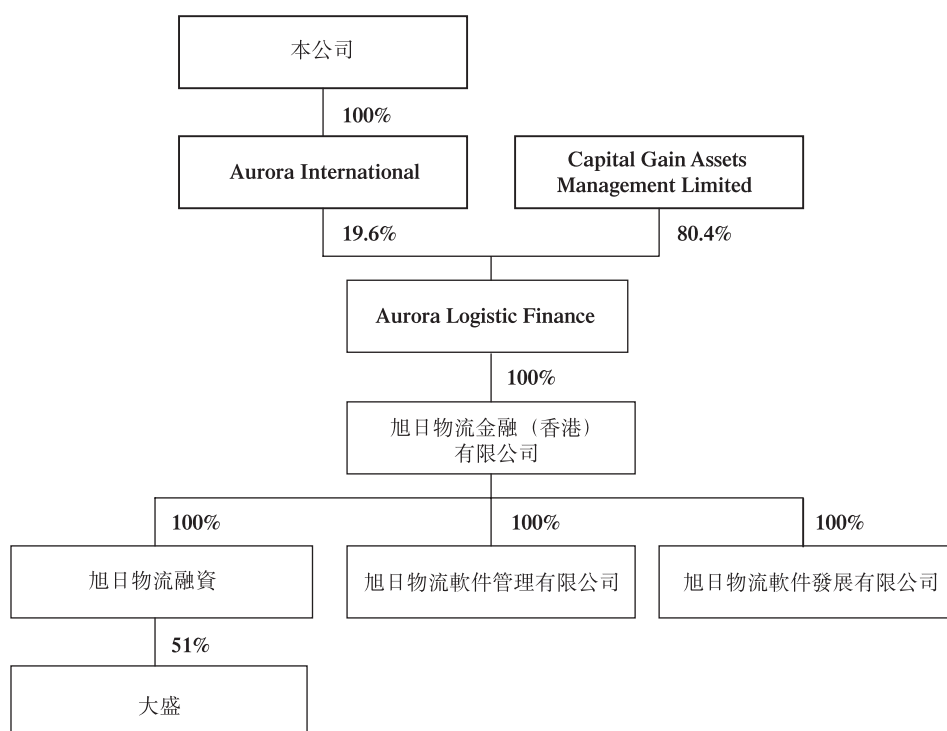 本公司
100%
Aurora International
Capital Gain Assets
Management Limited
19.6%
80.4%
Aurora Logistic Finance
100%
旭日物流金融（香港）
有限公司
100%
100%
100%
旭日物流融資
旭日物流軟件管理有限公司
旭日物流軟件發展有限公司
51%
大盛